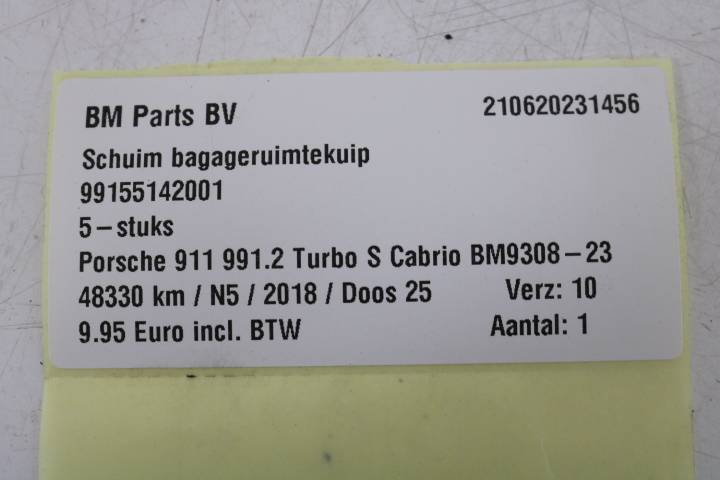 BM Parts BV 210620231456
Schuim bagageruimtekuip
99155142001
5-stuks
Porsche 911 991.2 Turbo S Cabrio BM9308-23
48330 km / N5 / 2018 / Doos 25 Verz: 10
9.95 Euro incl. BTW Aantal: 1